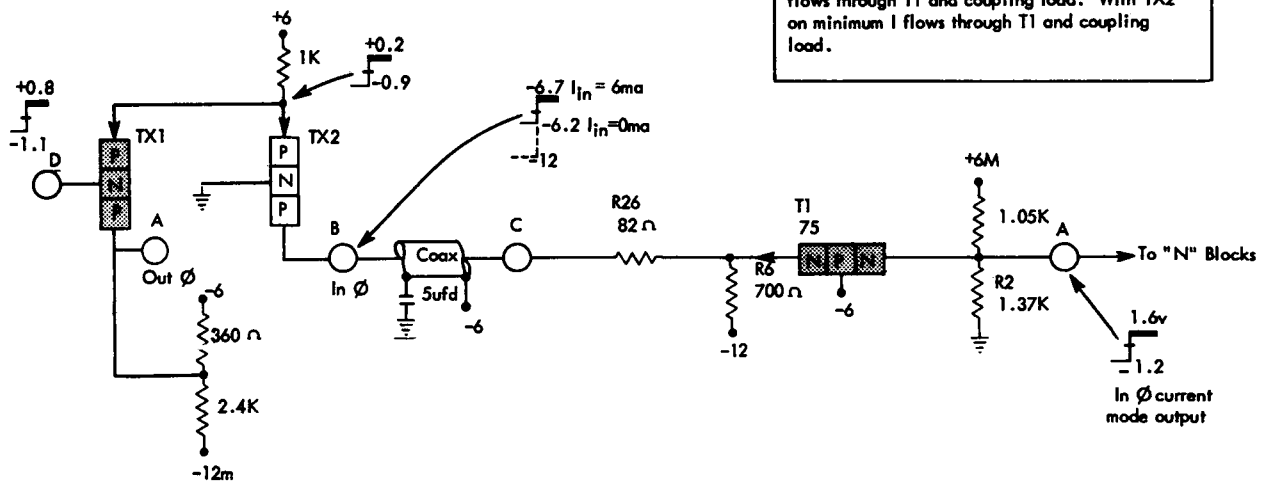 flows through T1 and coupling load. With TX2
on minimum I flows through T1 and coupling
load.
+6
1K
+0.2
-0.9
+0.8
-1.1
D
TX1
P
N
P
TX2
P
N
P
A
Out Ø
-6
360 Ω
2.4K
-12m
-6.7 Iin = 6ma
-6.2 Iin=0ma
-12
B
In Ø
Coax
5ufd
-6
C
R26
82 Ω
R6
700 Ω
-12
T1
75
N P N
-6
+6M
1.05K
R2
1.37K
A
To "N" Blocks
1.6v
-1.2
In Ø current
mode output